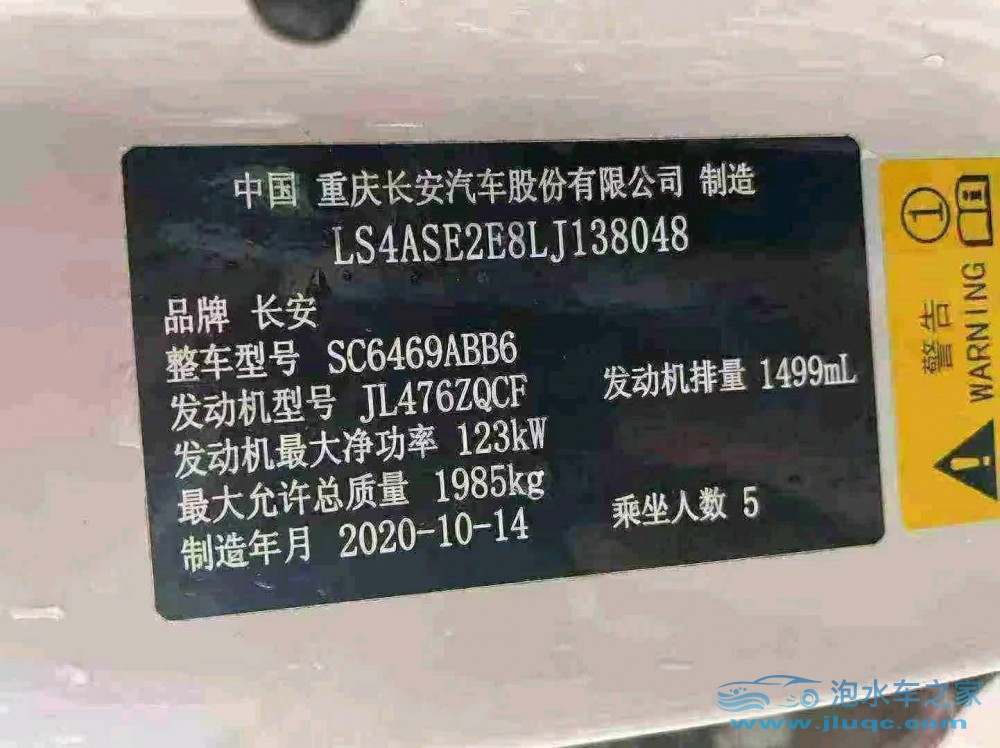 中国 重庆长安汽车股份有限公司 制造
LS4ASE2E8LJ138048
品牌 长安
整车型号 SC6469ABB6
发动机型号 JL476ZQCF
发动机排量 1499mL
发动机最大净功率 123kW
最大允许总质量 1985kg
乘坐人数 5
制造年月 2020-10-14
①
警告
WARNING
泡水车之家
www.jluqc.com